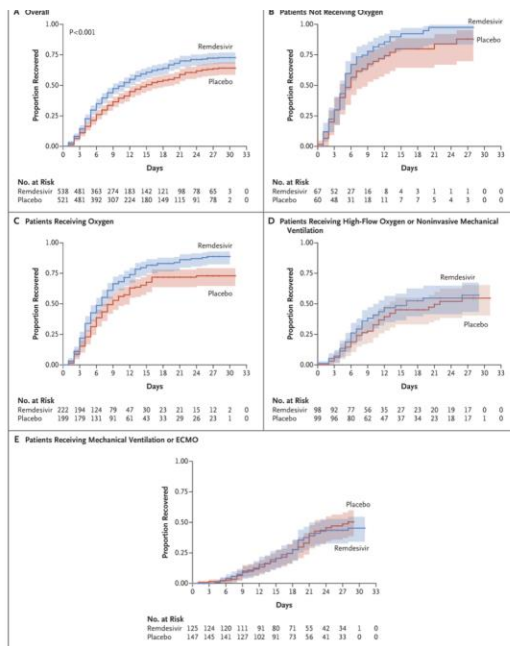 A Overall
P<0.001
Remdesivir
Placebo
Proportion Recovered
1.00
0.75
0.50
0.25
0.00
0 3 6 9 12 15 18 21 24 27 30 33
Days
No. at Risk
Remdesivir 538 481 363 274 183 142 121 98 78 65 3 0
Placebo 521 481 392 307 224 180 149 115 91 78 2 0
B Patients Not Receiving Oxygen
Remdesivir
Placebo
Proportion Recovered
1.00
0.75
0.50
0.25
0.00
0 3 6 9 12 15 18 21 24 27 30 33
Days
No. at Risk
Remdesivir 67 52 27 16 8 4 3 1 1 1 0 0
Placebo 60 48 31 18 11 7 7 5 4 3 0 0
C Patients Receiving Oxygen
Remdesivir
Placebo
Proportion Recovered
1.00
0.75
0.50
0.25
0.00
0 3 6 9 12 15 18 21 24 27 30 33
Days
No. at Risk
Remdesivir 222 194 124 79 47 30 23 21 15 12 2 0
Placebo 199 179 131 91 61 43 33 29 26 23 1 0
D Patients Receiving High-Flow Oxygen or Noninvasive Mechanical
Ventilation
Remdesivir
Placebo
Proportion Recovered
1.00
0.75
0.50
0.25
0.00
0 3 6 9 12 15 18 21 24 27 30 33
Days
No. at Risk
Remdesivir 98 92 77 56 35 27 23 20 19 17 0 0
Placebo 99 96 80 62 47 37 34 23 18 17 1 0
E Patients Receiving Mechanical Ventilation or ECMO
Placebo
Remdesivir
Proportion Recovered
1.00
0.75
0.50
0.25
0.00
0 3 6 9 12 15 18 21 24 27 30 33
Days
No. at Risk
Remdesivir 125 124 120 111 91 80 71 55 42 34 1 0
Placebo 147 145 141 127 102 91 73 56 41 33 0 0